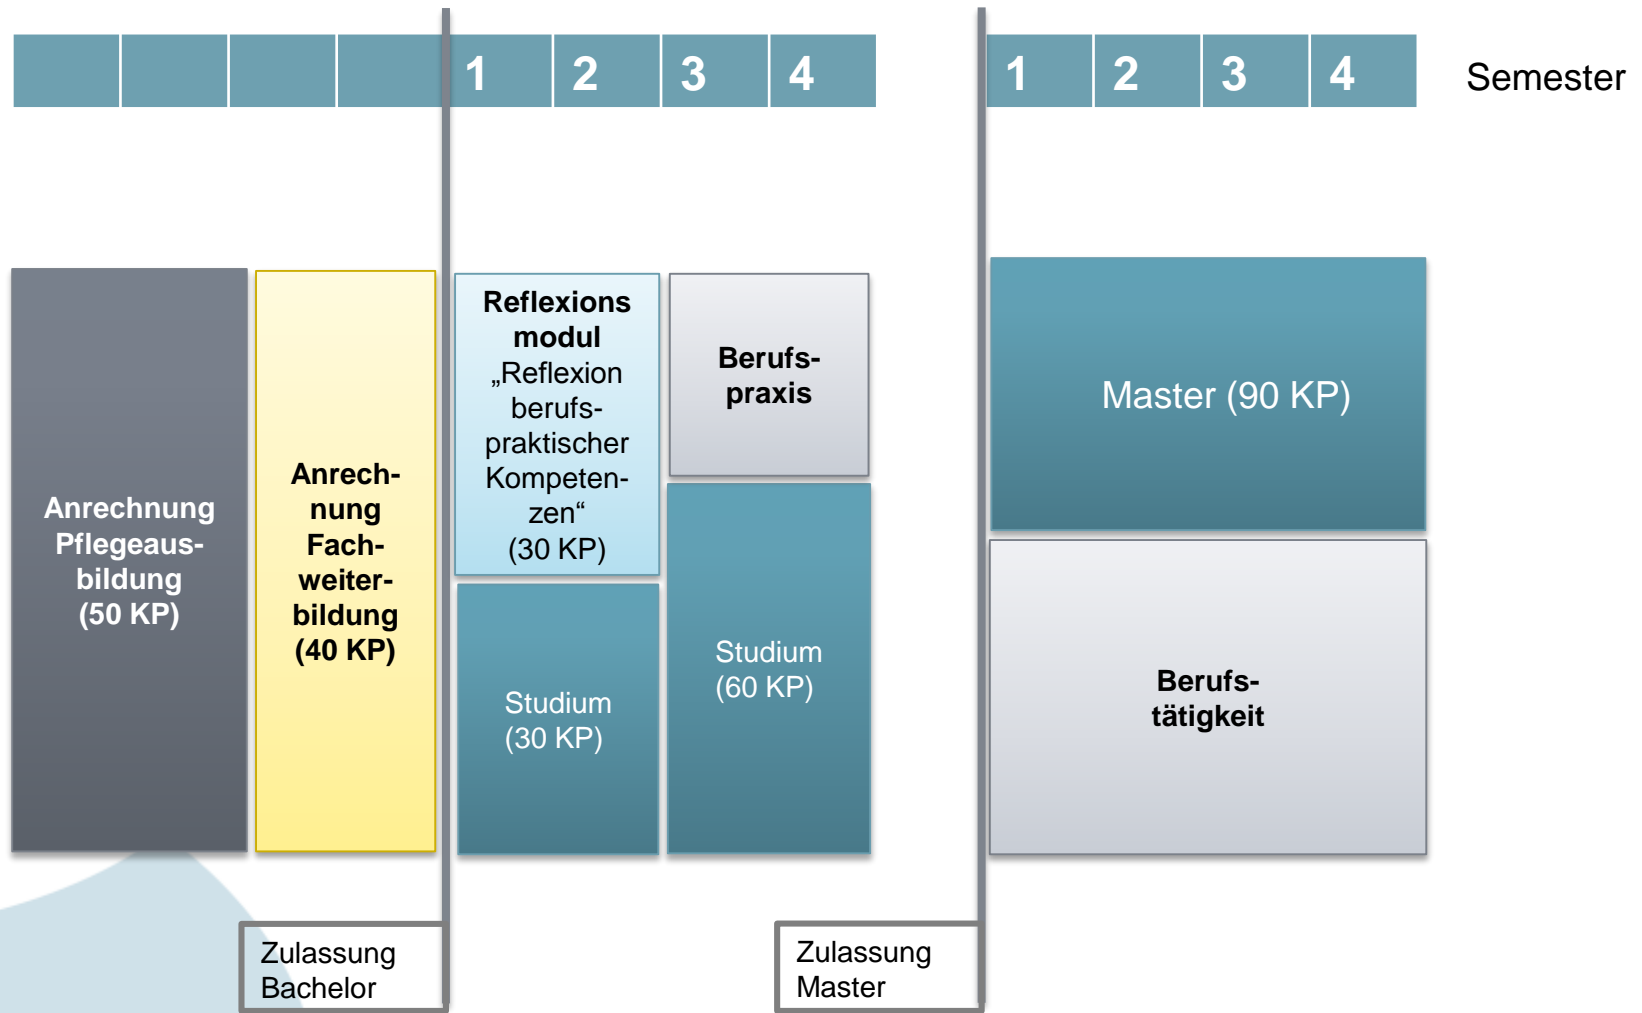 1 2 3 4 1 2 3 4 Semester
Anrechnung
Pflegeaus-
bildung
(50 KP)
Anrech-
nung
Fach-
weiter-
bildung
(40 KP)
Reflexions
modul
„Reflexion
berufs-
praktischer
Kompeten-
zen“
(30 KP)
Studium
(30 KP)
Berufs-
praxis
Studium
(60 KP)
Master (90 KP)
Berufs-
tätigkeit
Zulassung
Bachelor
Zulassung
Master